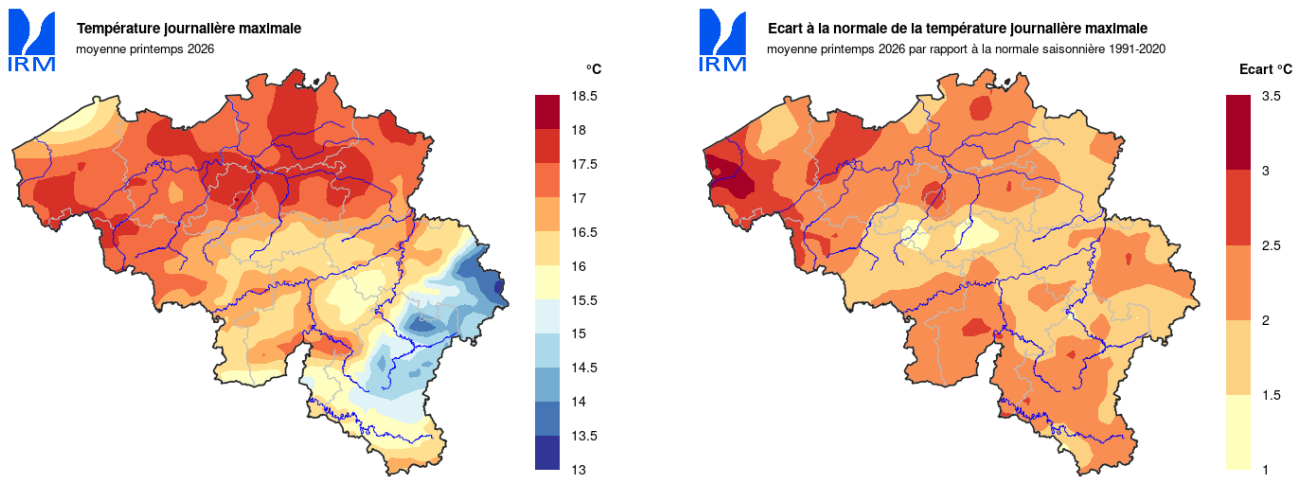 IRM
Température journalière maximale
moyenne printemps 2026
°C
18.5
18
17.5
17
16.5
16
15.5
15
14.5
14
13.5
13
IRM
Ecart à la normale de la température journalière maximale
moyenne printemps 2026 par rapport à la normale saisonnière 1991-2020
Ecart °C
3.5
3
2.5
2
1.5
1